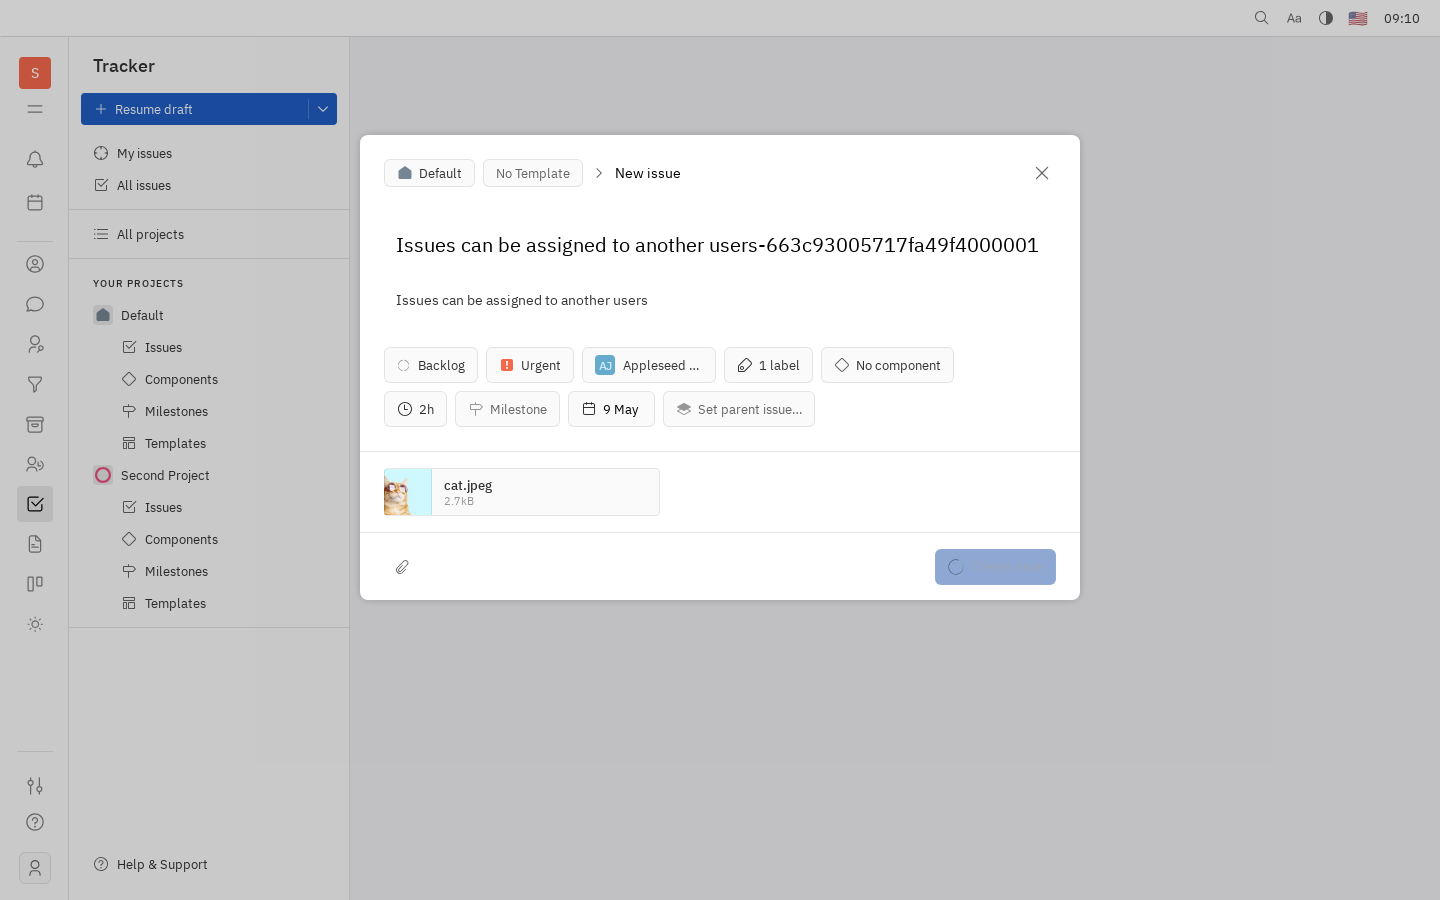 Aa 09:10
S
Tracker
Resume draft
My issues
All issues
All projects
YOUR PROJECTS
Default
Issues
Components
Milestones
Templates
Second Project
Issues
Components
Milestones
Templates
Help & Support
Default No Template New issue
Issues can be assigned to another users-663c93005717fa49f4000001
Issues can be assigned to another users
Backlog Urgent AJ Appleseed ... 1 label No component
2h Milestone 9 May Set parent issue...
cat.jpeg
2.7kB